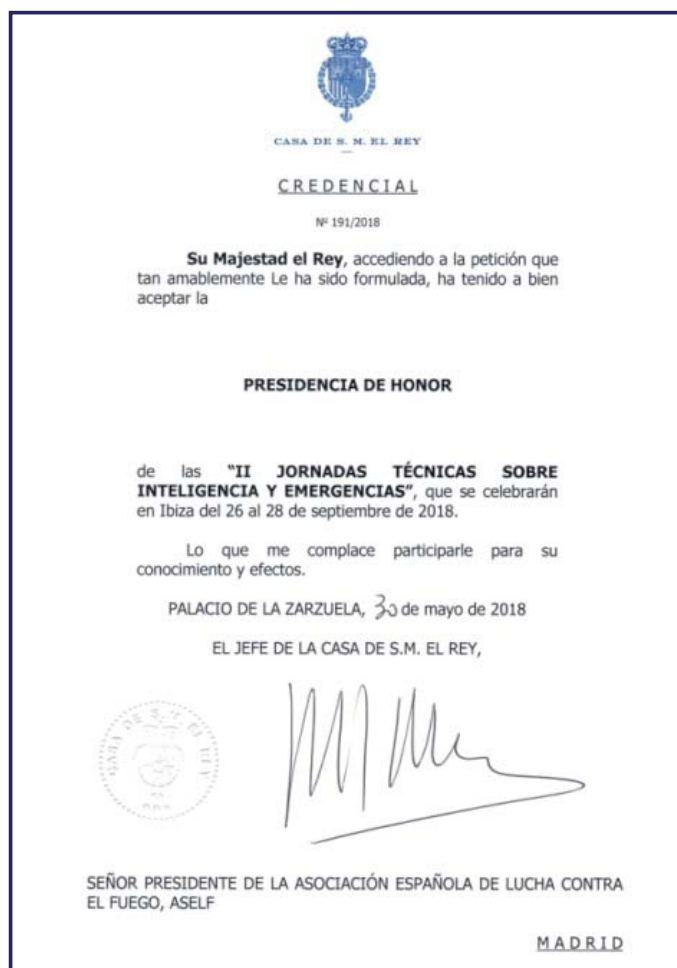 CASA DE S. M. EL REY
CREDENCIAL
Nº 191/2018
Su Majestad el Rey, accediendo a la petición que
tan amablemente Le ha sido formulada, ha tenido a bien
aceptar la
PRESIDENCIA DE HONOR
de las "II JORNADAS TÉCNICAS SOBRE
INTELIGENCIA Y EMERGENCIAS", que se celebrarán
en Ibiza del 26 al 28 de septiembre de 2018.
Lo que me complace participarle para su
conocimiento y efectos.
PALACIO DE LA ZARZUELA, 30 de mayo de 2018
EL JEFE DE LA CASA DE S.M. EL REY,
CASA DE S. M. EL REY
SEÑOR PRESIDENTE DE LA ASOCIACIÓN ESPAÑOLA DE LUCHA CONTRA
EL FUEGO, ASELF
MADRID